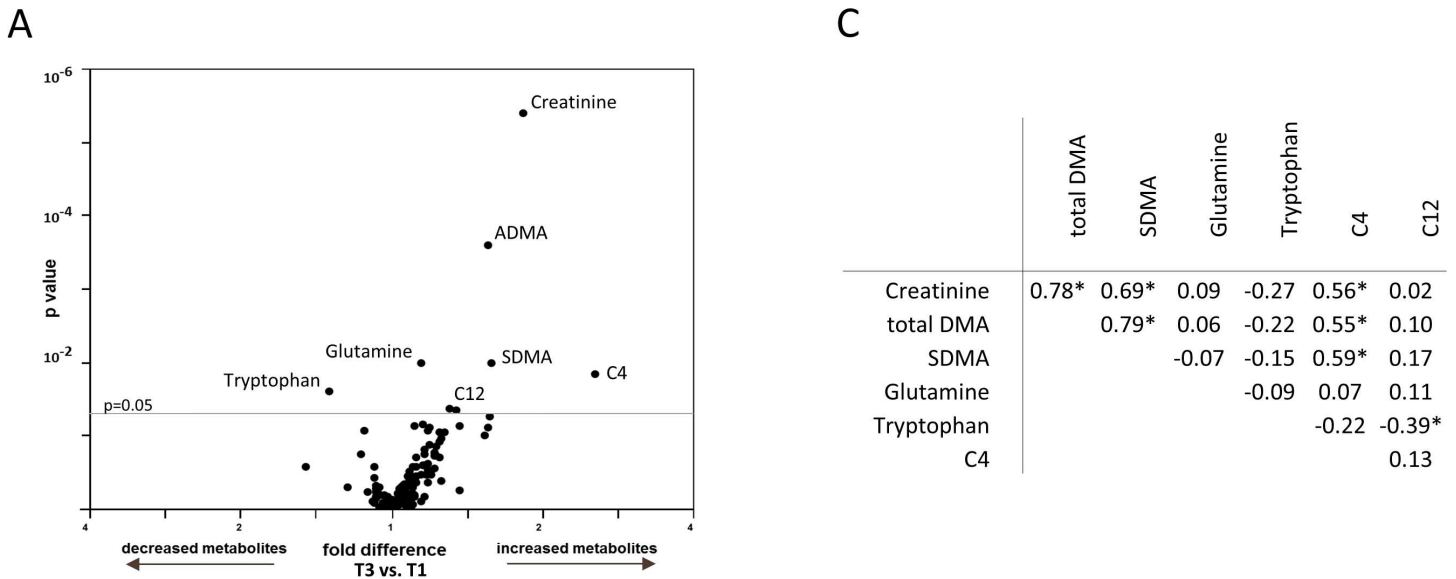 A
10-6
10-4
10-2
p value
Creatinine
ADMA
Glutamine
SDMA
C4
Tryptophan
C12
p=0.05
4 2 1 2 4
decreased metabolites fold difference increased metabolites
T3 vs. T1
C
total DMA SDMA Glutamine Tryptophan C4 C12
Creatinine 0.78* 0.69* 0.09 -0.27 0.56* 0.02
total DMA 0.79* 0.06 -0.22 0.55* 0.10
SDMA -0.07 -0.15 0.59* 0.17
Glutamine -0.09 0.07 0.11
Tryptophan -0.22 -0.39*
C4 0.13